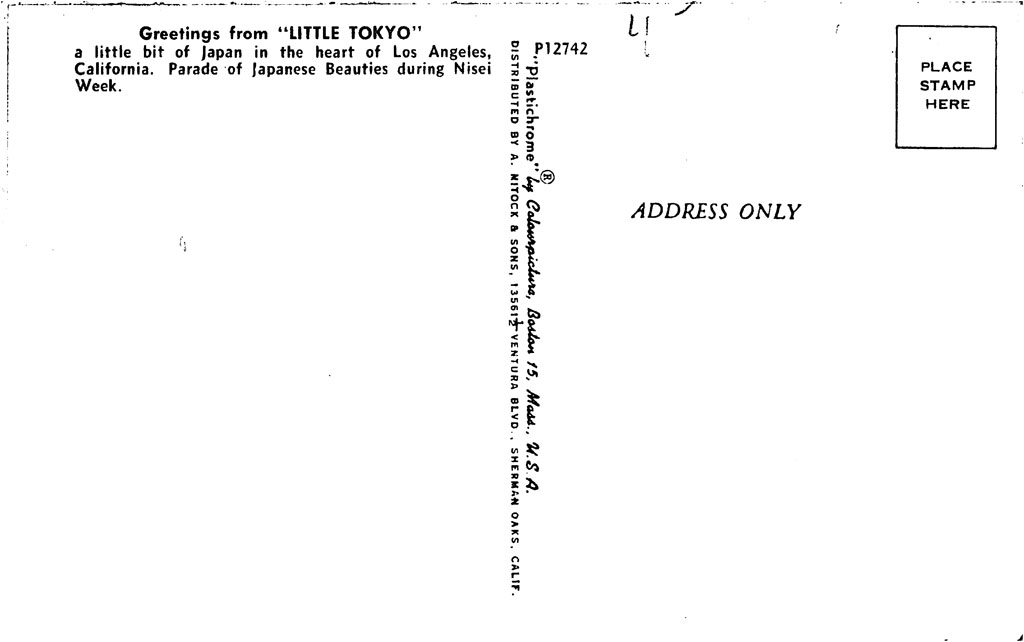 Greetings from “LITTLE TOKYO”
a little bit of Japan in the heart of Los Angeles,
California. Parade of Japanese Beauties during Nisei
Week.
P12742
"Plastichrome"® by Colourpicture, Boston 15, Mass., U.S.A.
DISTRIBUTED BY A. MITOCK & SONS, 13561½ VENTURA BLVD., SHERMAN OAKS, CALIF.
PLACE
STAMP
HERE
ADDRESS ONLY